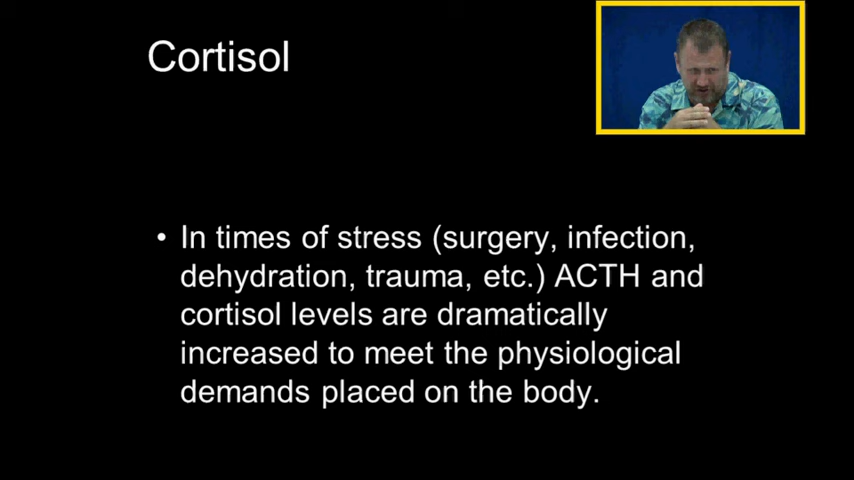 Cortisol
• In times of stress (surgery, infection,
dehydration, trauma, etc.) ACTH and
cortisol levels are dramatically
increased to meet the physiological
demands placed on the body.